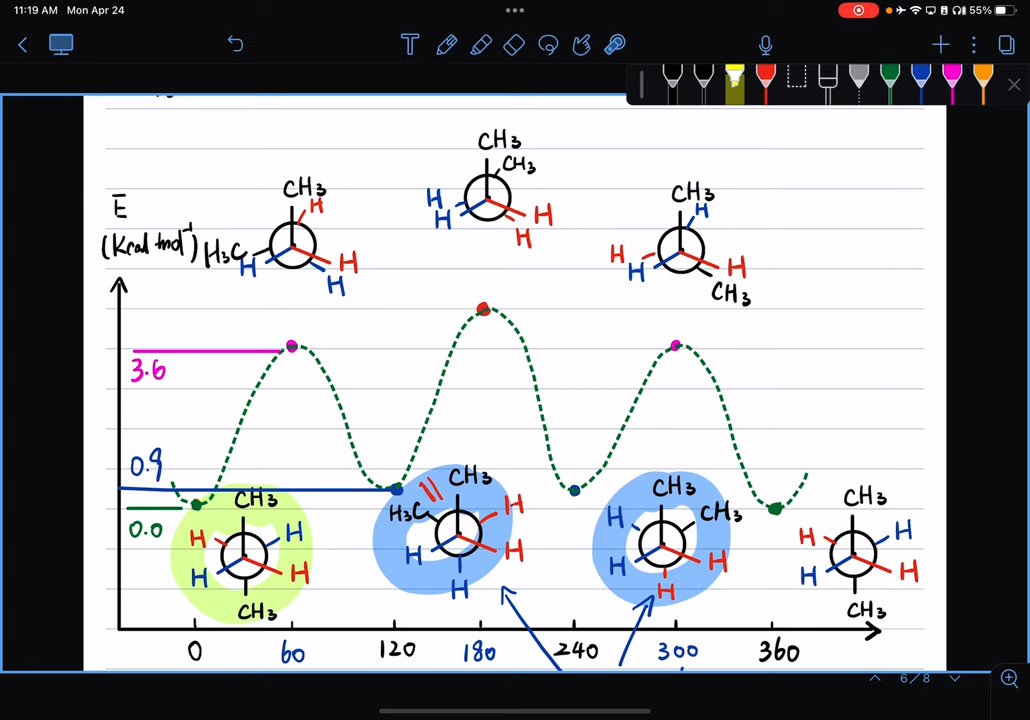 11:19 AM Mon Apr 24
55%
T
CH3
CH3
H
H
H
H
CH3
H
H3C
H
H
H
CH3
H
H
H
H
CH3
E
(Kcal mol⁻¹)
3.6
0.9
0.0
CH3
H
H
H
H
CH3
CH3
H3C
H
H
H
H
CH3
H
CH3
H
H
H
CH3
H
H
H
H
CH3
0 60 120 180 240 300 360
6/8